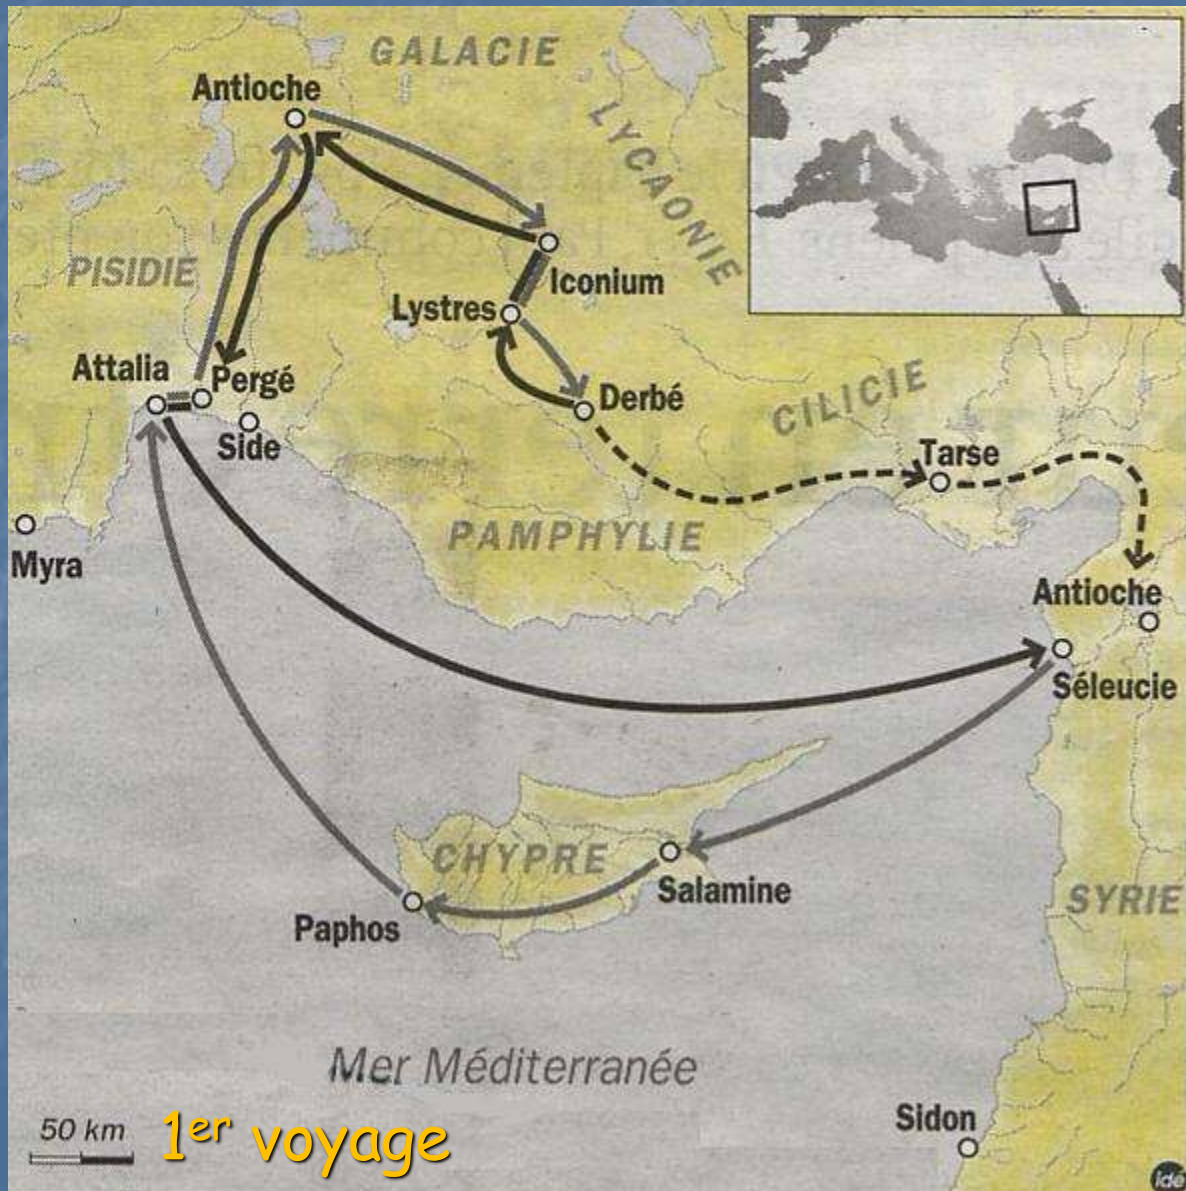 GALACIE
Antioche
LYCAONIE
PISIDIE
Iconium
Lystres
Attalia
Pergé
Derbé
CILICIE
Side
Tarse
PAMPHYLIE
Myra
Antioche
Séleucie
CHYPRE
Salamine
SYRIE
Paphos
Mer Méditerranée
Sidon
50 km
1er voyage
idé